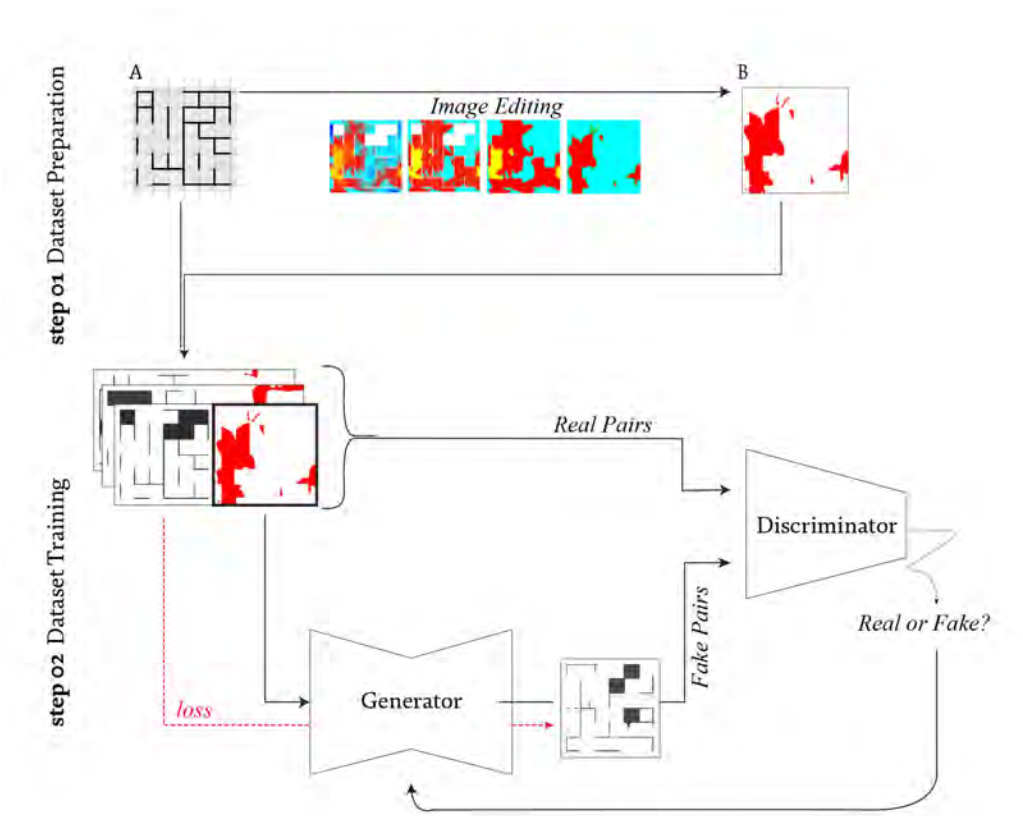 A
B
Image Editing
step 01 Dataset Preparation
Real Pairs
Discriminator
Real or Fake?
Fake Pairs
step 02 Dataset Training
loss
Generator